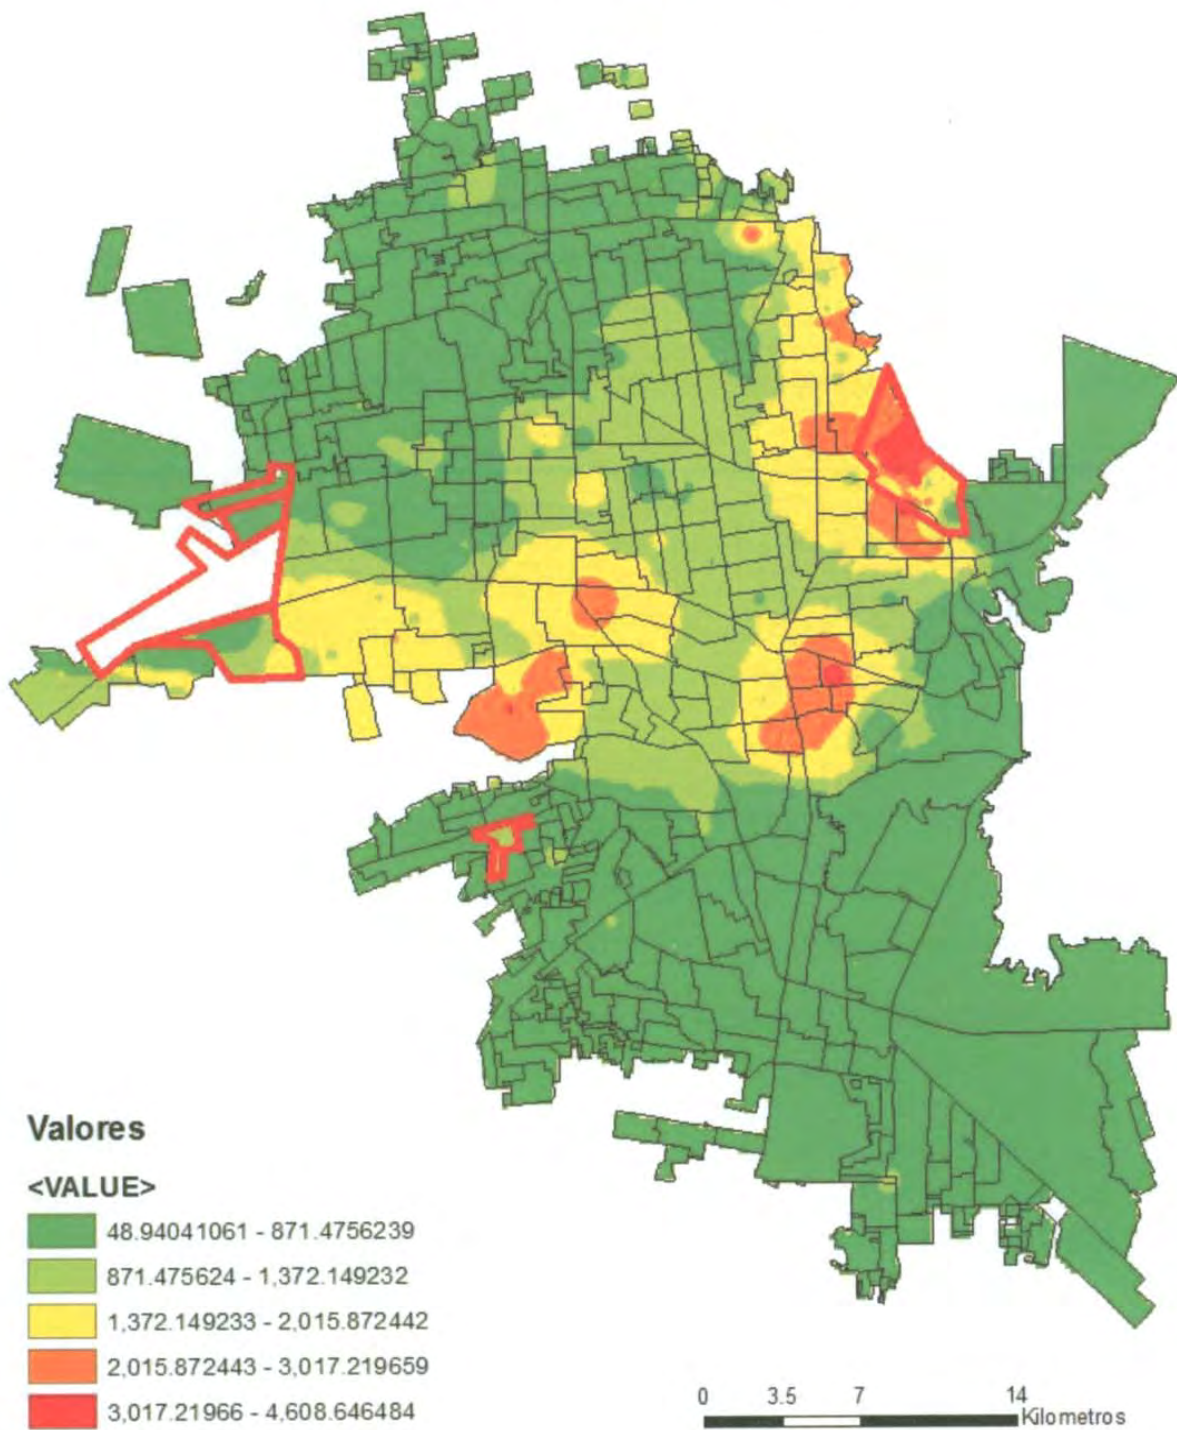 Valores
<VALUE>
48.94041061 - 871.4756239
871.475624 - 1,372.149232
1,372.149233 - 2,015.872442
2,015.872443 - 3,017.219659
3,017.21966 - 4,608.646484
0 3.5 7 14
Kilometros